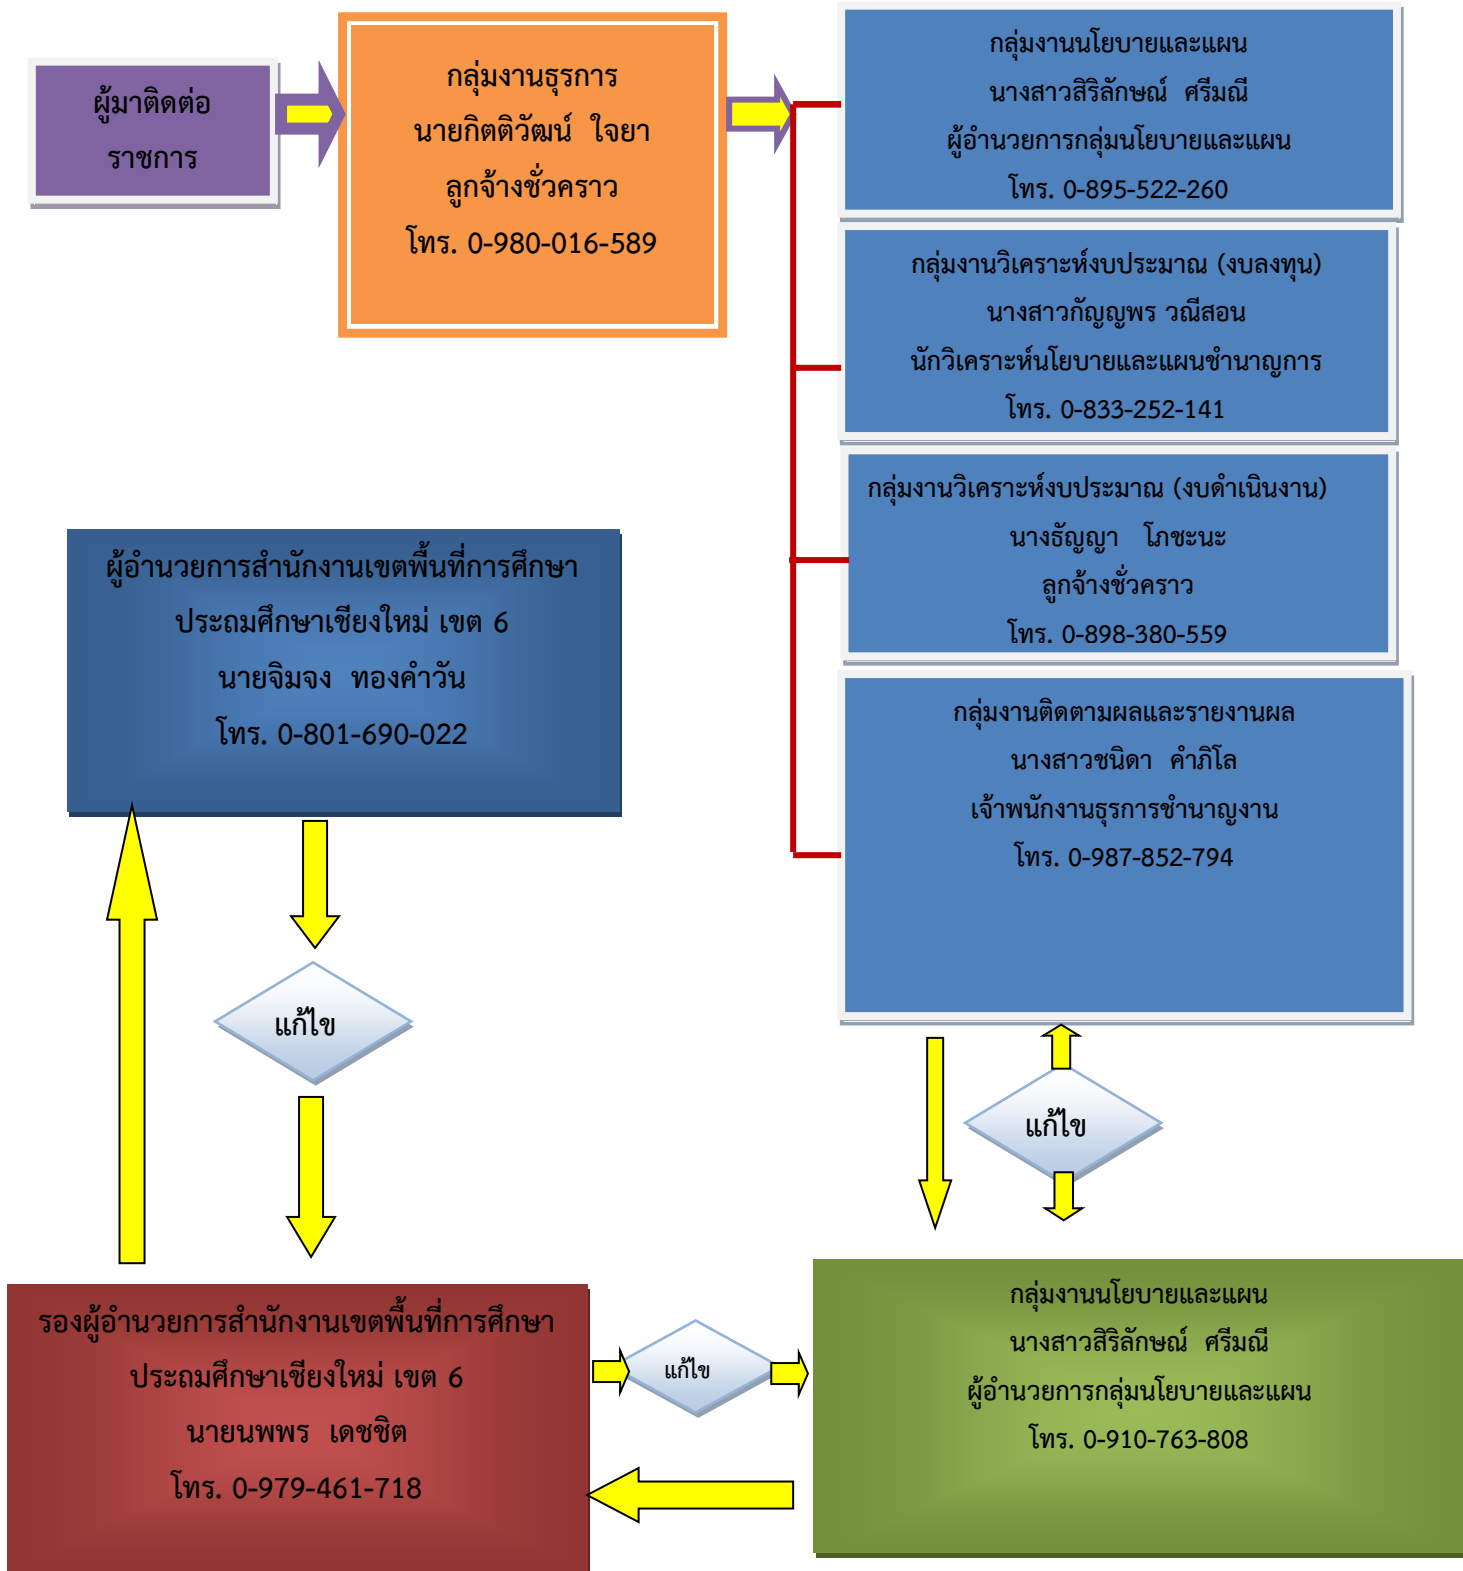 ผู้มาติดต่อ
ราชการ
กลุ่มงานธุรการ
นายกิตติวัฒน์ ใจยา
ลูกจ้างชั่วคราว
โทร. 0-980-016-589
กลุ่มงานนโยบายและแผน
นางสาวสิริลักษณ์ ศรีมณี
ผู้อำนวยการกลุ่มนโยบายและแผน
โทร. 0-895-522-260
กลุ่มงานวิเคราะห์งบประมาณ (งบลงทุน)
นางสาวกัญญพร วณีสอน
นักวิเคราะห์นโยบายและแผนชำนาญการ
โทร. 0-833-252-141
กลุ่มงานวิเคราะห์งบประมาณ (งบดำเนินงาน)
นางธัญญา โภชะนะ
ลูกจ้างชั่วคราว
โทร. 0-898-380-559
กลุ่มงานติดตามผลและรายงานผล
นางสาวชนิดา คำภิโล
เจ้าพนักงานธุรการชำนาญงาน
โทร. 0-987-852-794
ผู้อำนวยการสำนักงานเขตพื้นที่การศึกษา
ประถมศึกษาเชียงใหม่ เขต 6
นายจิมจง ทองคำวัน
โทร. 0-801-690-022
แก้ไข
แก้ไข
รองผู้อำนวยการสำนักงานเขตพื้นที่การศึกษา
ประถมศึกษาเชียงใหม่ เขต 6
นายนพพร เดชชิต
โทร. 0-979-461-718
แก้ไข
กลุ่มงานนโยบายและแผน
นางสาวสิริลักษณ์ ศรีมณี
ผู้อำนวยการกลุ่มนโยบายและแผน
โทร. 0-910-763-808